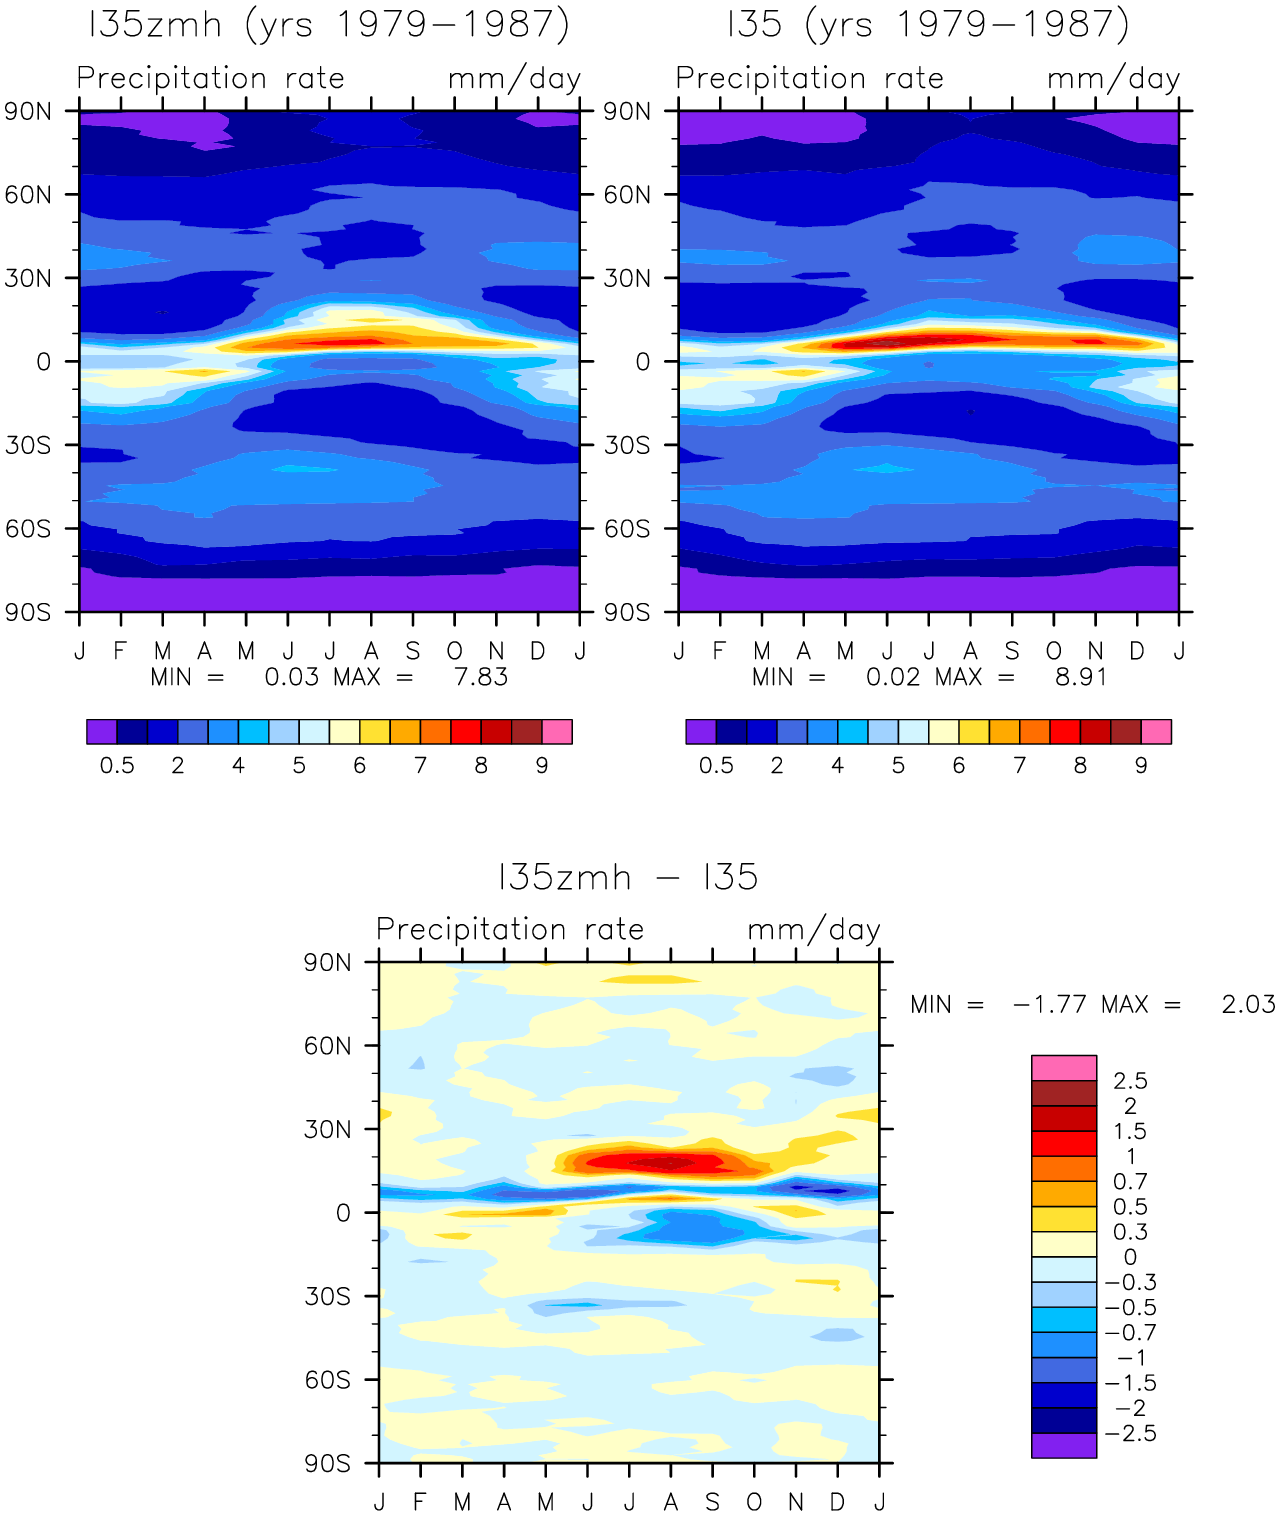 I35zmh (yrs 1979−1987)
I35 (yrs 1979−1987)
Precipitation rate mm/day
Precipitation rate mm/day
90N
60N
30N
0
30S
60S
90S
J F M A M J J A S O N D J
MIN = 0.03 MAX = 7.83
0.5 2 4 5 6 7 8 9
90N
60N
30N
0
30S
60S
90S
J F M A M J J A S O N D J
MIN = 0.02 MAX = 8.91
0.5 2 4 5 6 7 8 9
I35zmh − I35
Precipitation rate mm/day
90N
60N
30N
0
30S
60S
90S
J F M A M J J A S O N D J
MIN = −1.77 MAX = 2.03
2.5
2
1.5
1
0.7
0.5
0.3
0
−0.3
−0.5
−0.7
−1
−1.5
−2
−2.5